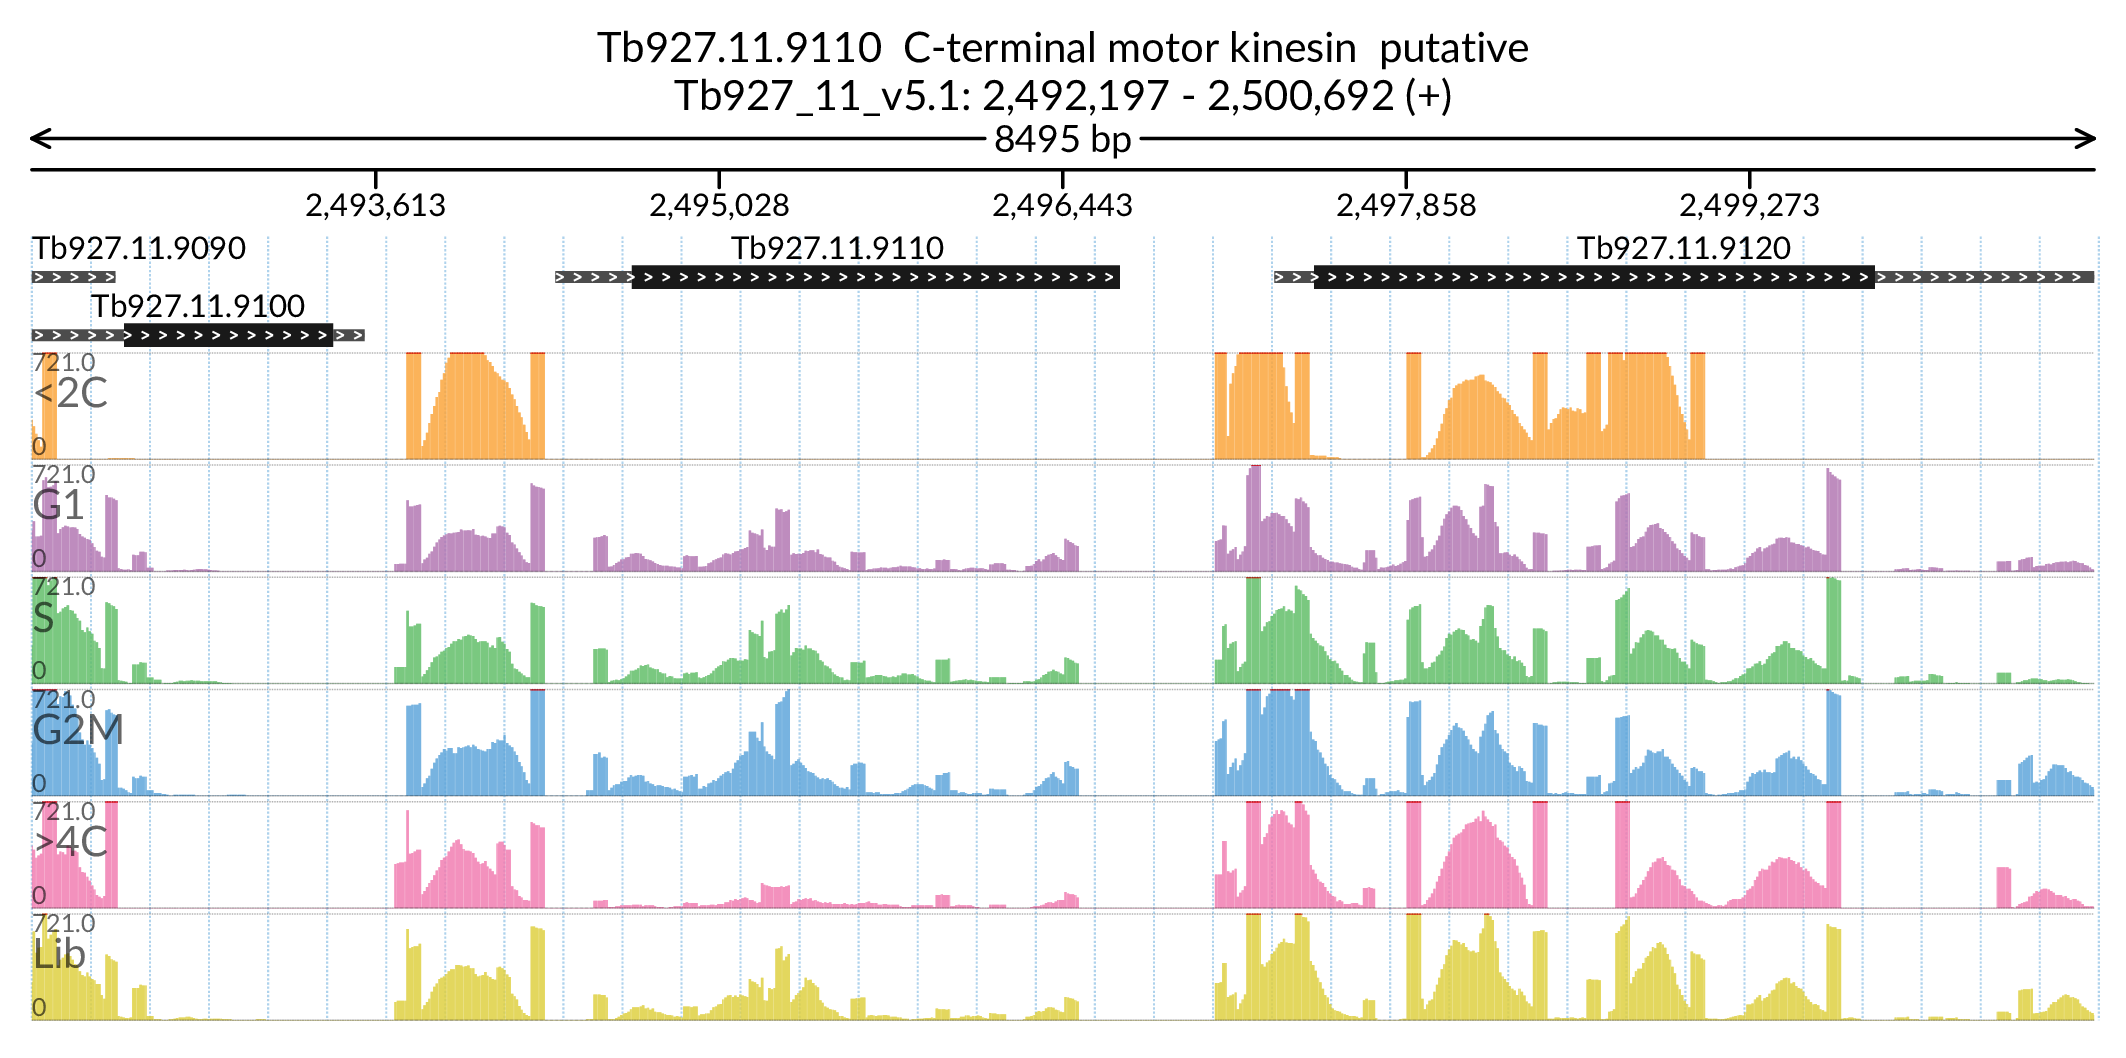 Tb927.11.9110 C-terminal motor kinesin putative
Tb927_11_v5.1: 2,492,197 - 2,500,692 (+)
8495 bp
2,493,613 2,495,028 2,496,443 2,497,858 2,499,273
Tb927.11.9090 Tb927.11.9110 Tb927.11.9120
Tb927.11.9100
721.0
<2C
0
721.0
G1
0
721.0
S
0
721.0
G2M
0
721.0
>4C
0
721.0
Lib
0